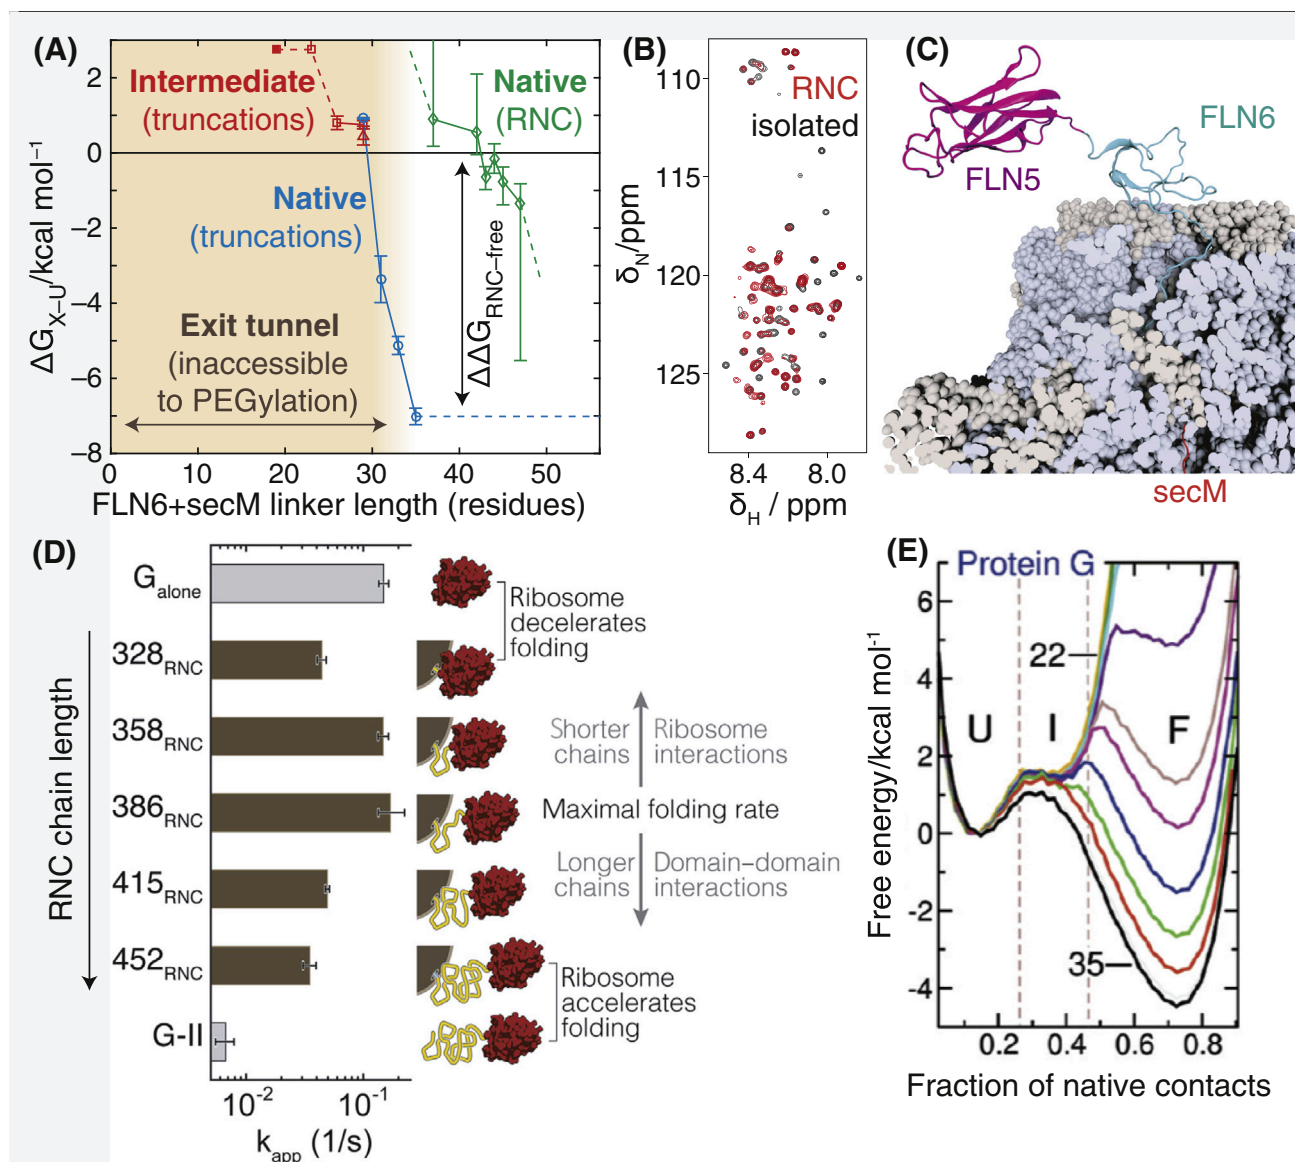 (A)
2
0
−2
−4
−6
−8
ΔG_X–U/kcal mol⁻¹
Intermediate
(truncations)
Native
(RNC)
Native
(truncations)
ΔΔG_RNC–free
Exit tunnel
(inaccessible
to PEGylation)
0 10 20 30 40 50
FLN6+secM linker length (residues)
(B)
110
115
120
125
δ_N/ppm
RNC
isolated
8.4 8.0
δ_H / ppm
(C)
FLN6
FLN5
secM
(D)
RNC chain length
G_alone
328_RNC
358_RNC
386_RNC
415_RNC
452_RNC
G-II
10⁻² 10⁻¹
k_app (1/s)
Ribosome
decelerates
folding
Shorter Ribosome
chains interactions
Maximal folding rate
Longer Domain–domain
chains interactions
Ribosome
accelerates
folding
(E)
Protein G
6
4
2
0
-2
-4
Free energy/kcal mol⁻¹
22
U I F
35
0.2 0.4 0.6 0.8
Fraction of native contacts